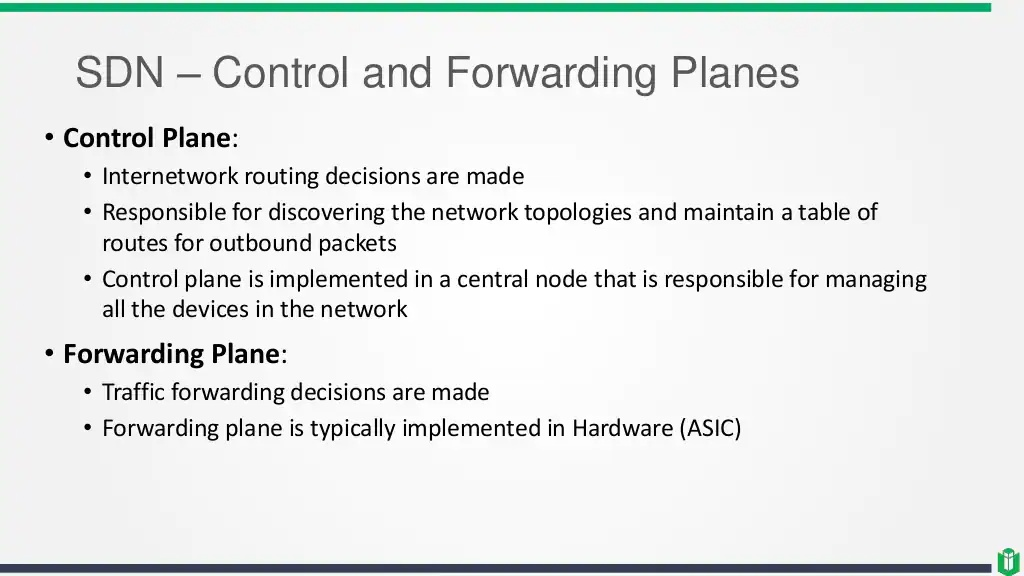 SDN – Control and Forwarding Planes
• Control Plane:
• Internetwork routing decisions are made
• Responsible for discovering the network topologies and maintain a table of
routes for outbound packets
• Control plane is implemented in a central node that is responsible for managing
all the devices in the network
• Forwarding Plane:
• Traffic forwarding decisions are made
• Forwarding plane is typically implemented in Hardware (ASIC)